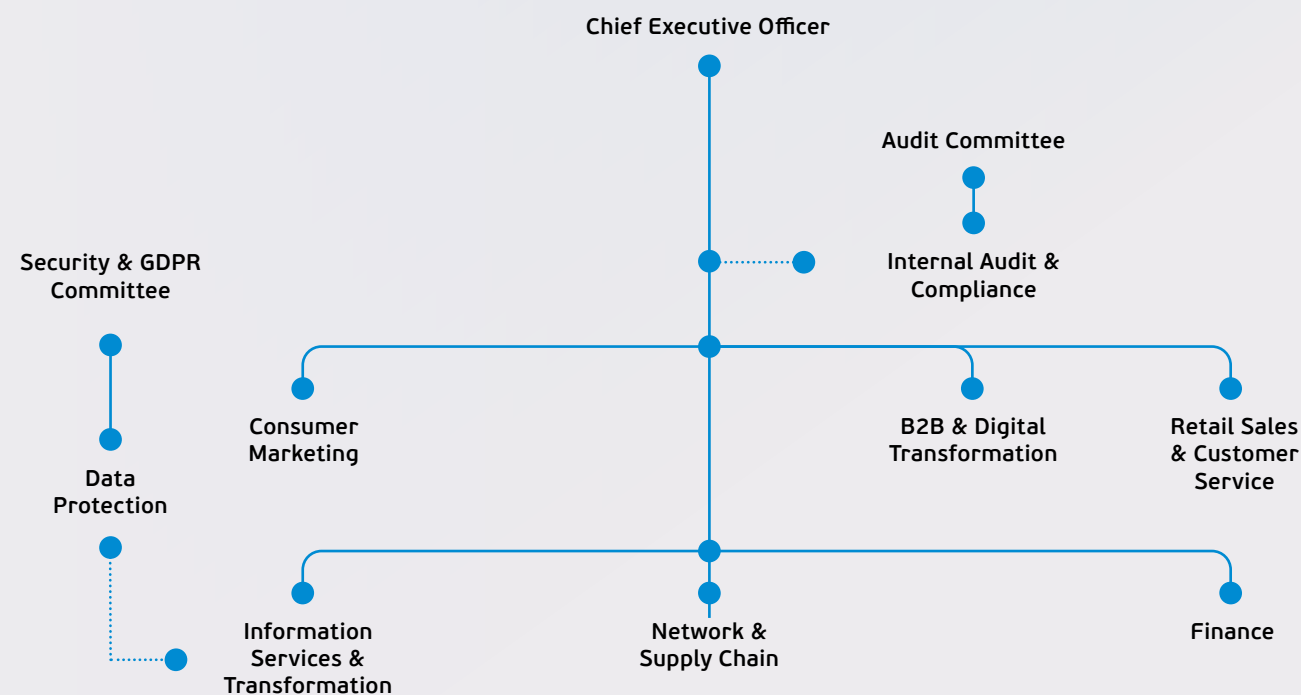 Chief Executive Officer
Audit Committee
Security & GDPR
Committee
Internal Audit &
Compliance
Consumer
Marketing
B2B & Digital
Transformation
Retail Sales
& Customer
Service
Data
Protection
Information
Services &
Transformation
Network &
Supply Chain
Finance